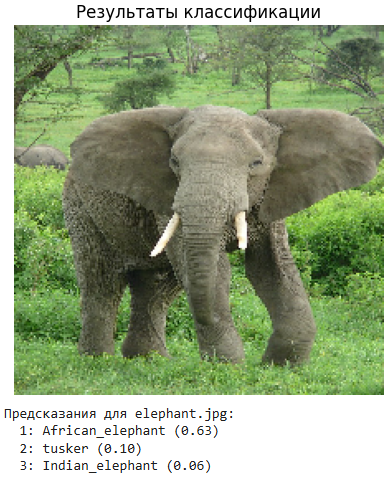 Результаты классификации
Предсказания для elephant.jpg:
1: African_elephant (0.63)
2: tusker (0.10)
3: Indian_elephant (0.06)